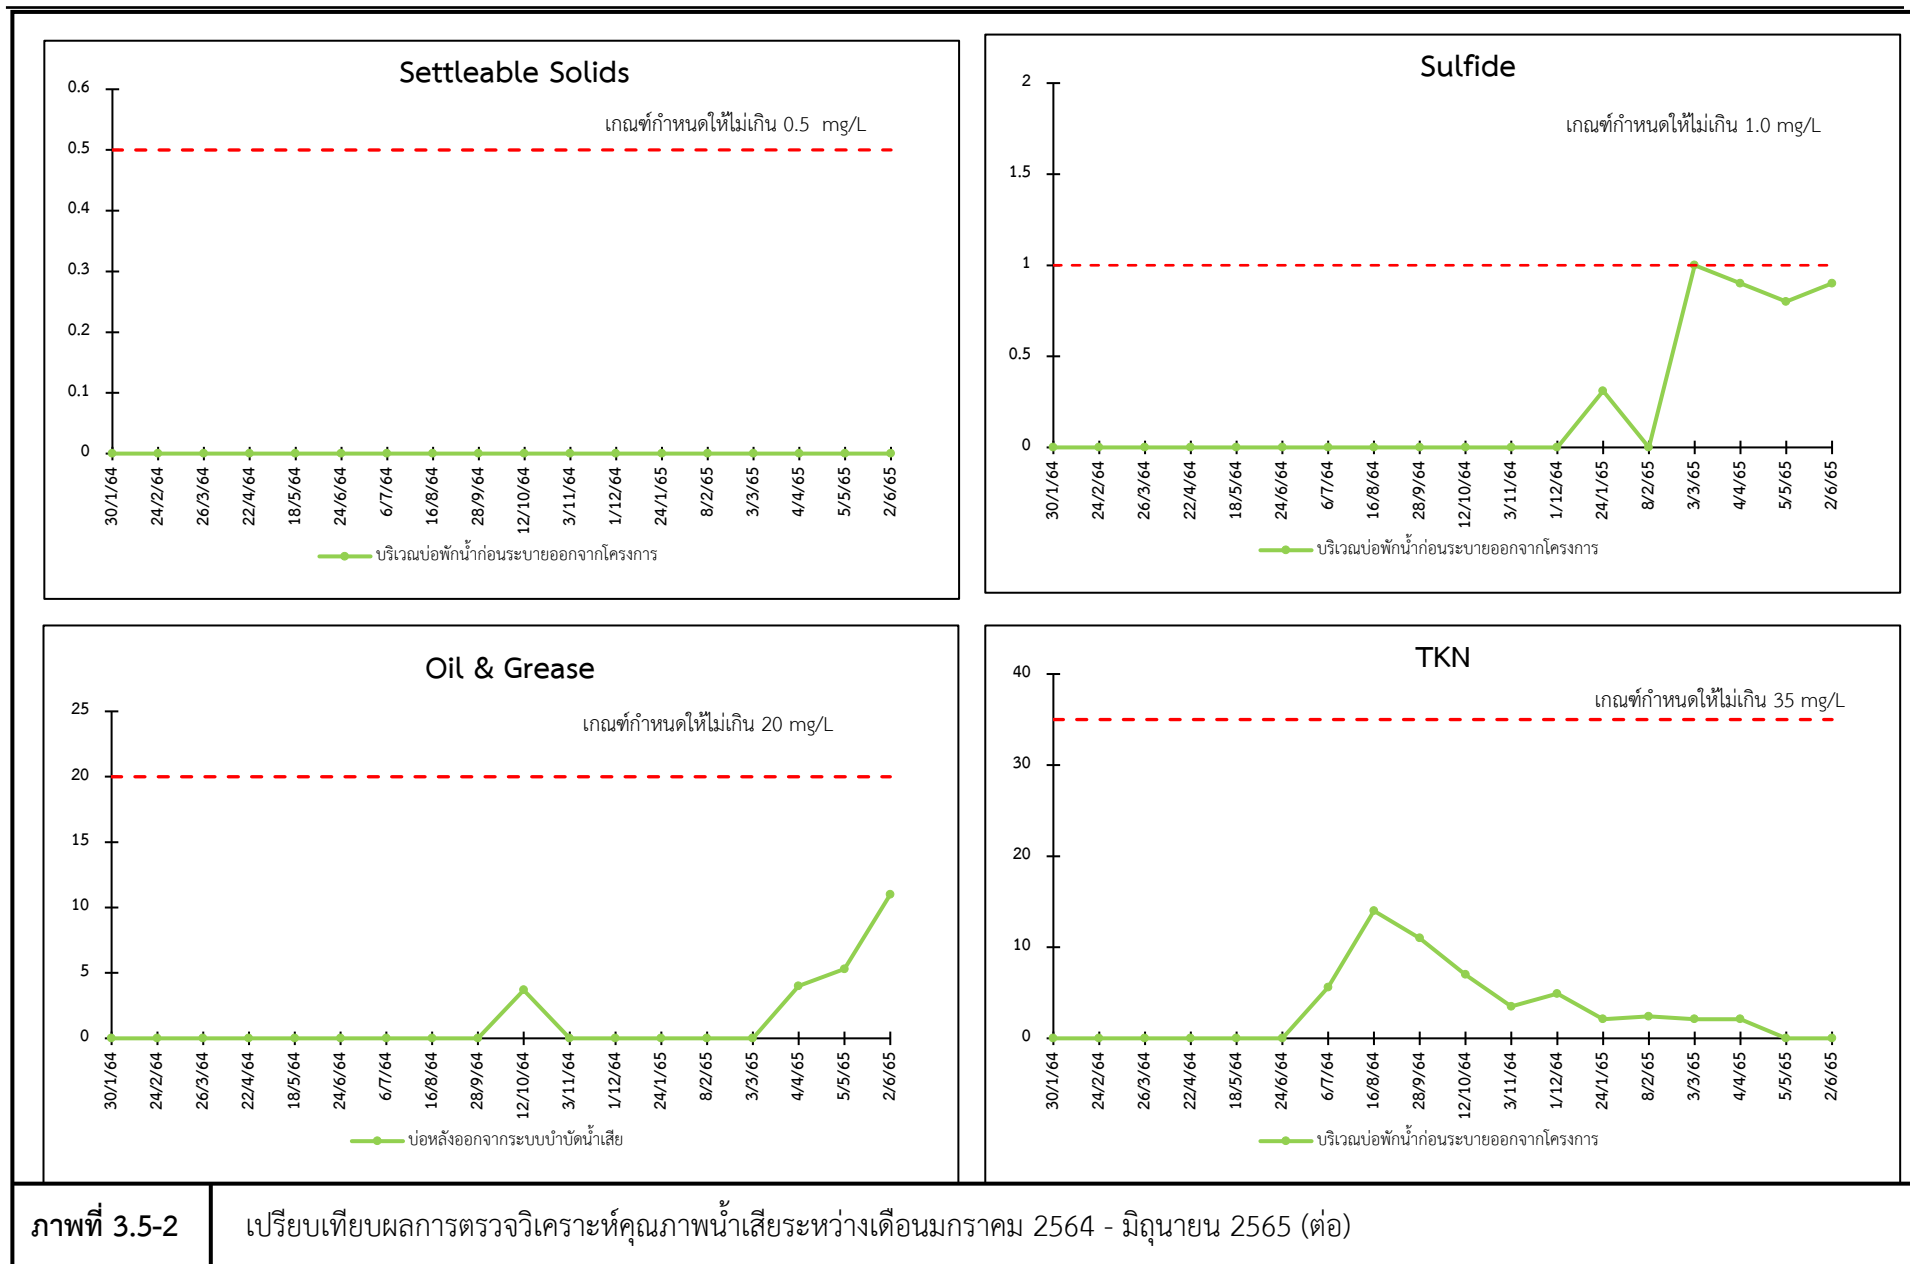 Settleable Solids
เกณฑ์กำหนดให้ไม่เกิน 0.5 mg/L
0.6
0.5
0.4
0.3
0.2
0.1
0
30/1/64 24/2/64 26/3/64 22/4/64 18/5/64 24/6/64 6/7/64 16/8/64 28/9/64 12/10/64 3/11/64 1/12/64 24/1/65 8/2/65 3/3/65 4/4/65 5/5/65 2/6/65
บริเวณบ่อพักน้ำก่อนระบายออกจากโครงการ
Sulfide
เกณฑ์กำหนดให้ไม่เกิน 1.0 mg/L
2
1.5
1
0.5
0
30/1/64 24/2/64 26/3/64 22/4/64 18/5/64 24/6/64 6/7/64 16/8/64 28/9/64 12/10/64 3/11/64 1/12/64 24/1/65 8/2/65 3/3/65 4/4/65 5/5/65 2/6/65
บริเวณบ่อพักน้ำก่อนระบายออกจากโครงการ
Oil & Grease
เกณฑ์กำหนดให้ไม่เกิน 20 mg/L
25
20
15
10
5
0
30/1/64 24/2/64 26/3/64 22/4/64 18/5/64 24/6/64 6/7/64 16/8/64 28/9/64 12/10/64 3/11/64 1/12/64 24/1/65 8/2/65 3/3/65 4/4/65 5/5/65 2/6/65
บ่อหลังออกจากระบบบำบัดน้ำเสีย
TKN
เกณฑ์กำหนดให้ไม่เกิน 35 mg/L
40
30
20
10
0
30/1/64 24/2/64 26/3/64 22/4/64 18/5/64 24/6/64 6/7/64 16/8/64 28/9/64 12/10/64 3/11/64 1/12/64 24/1/65 8/2/65 3/3/65 4/4/65 5/5/65 2/6/65
บริเวณบ่อพักน้ำก่อนระบายออกจากโครงการ
ภาพที่ 3.5-2 เปรียบเทียบผลการตรวจวิเคราะห์คุณภาพน้ำเสียระหว่างเดือนมกราคม 2564 - มิถุนายน 2565 (ต่อ)